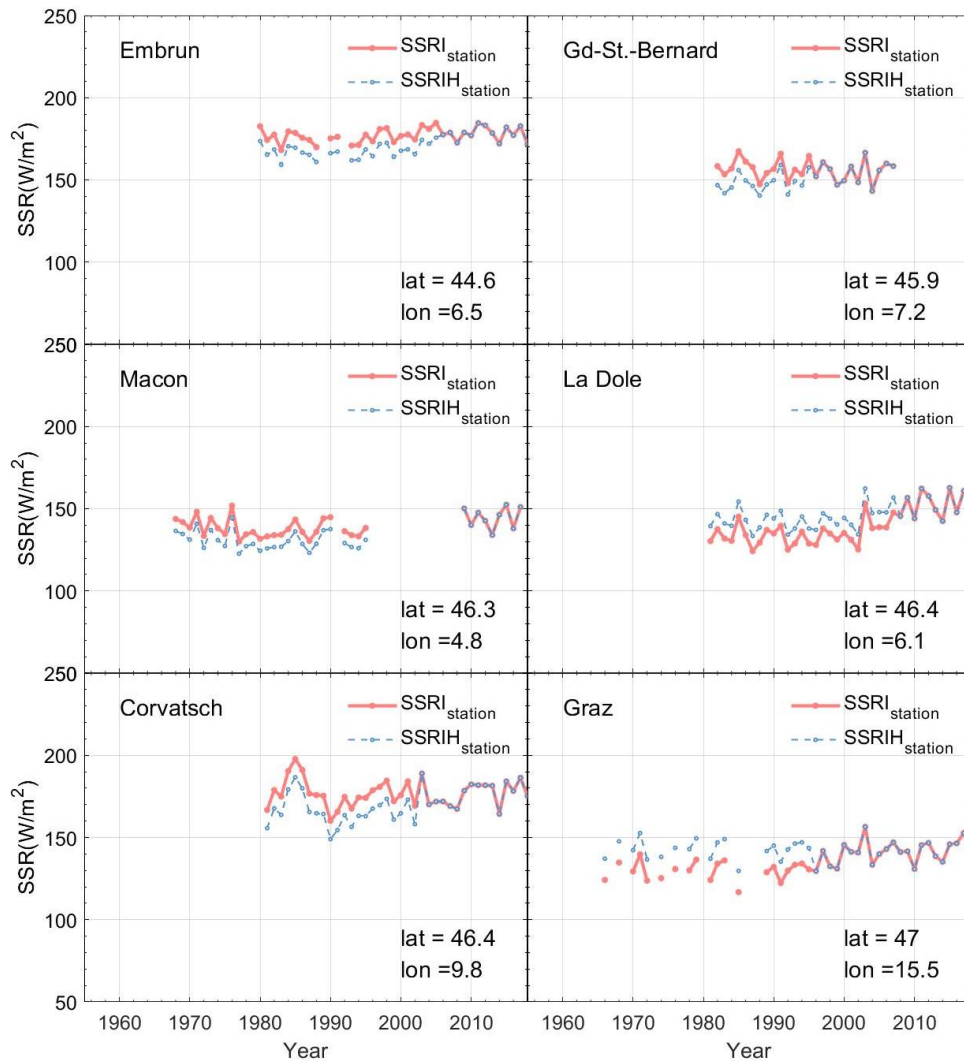 250
200
150
100
250
SSR(W/m²)
Embrun
SSRI station
SSRIH station
lat = 44.6
lon =6.5
Gd-St.-Bernard
SSRI station
SSRIH station
lat = 45.9
lon =7.2
200
150
100
250
SSR(W/m²)
Macon
SSRI station
SSRIH station
lat = 46.3
lon =4.8
La Dole
SSRI station
SSRIH station
lat = 46.4
lon =6.1
200
150
100
50
SSR(W/m²)
Corvatsch
SSRI station
SSRIH station
lat = 46.4
lon =9.8
Graz
SSRI station
SSRIH station
lat = 47
lon =15.5
1960 1970 1980 1990 2000 2010
1960 1970 1980 1990 2000 2010
Year
Year